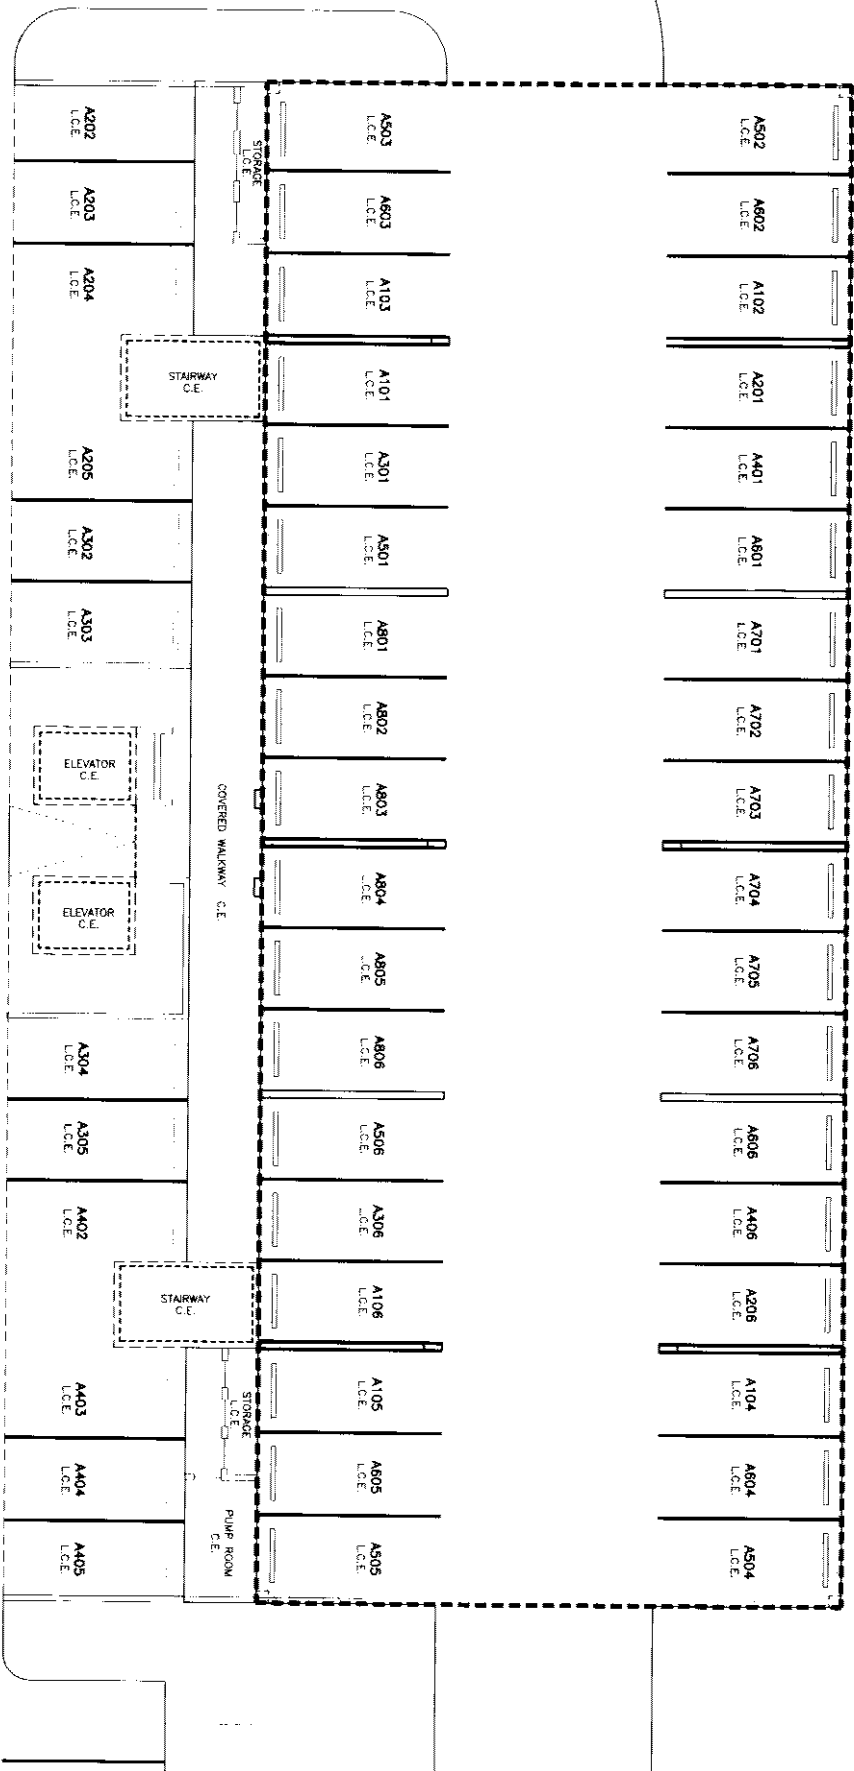 A502
L.C.E.
A602
L.C.E.
A102
L.C.E.
A201
L.C.E.
A401
L.C.E.
A601
L.C.E.
A701
L.C.E.
A702
L.C.E.
A703
L.C.E.
A704
L.C.E.
A705
L.C.E.
A706
L.C.E.
A606
L.C.E.
A406
L.C.E.
A206
L.C.E.
A104
L.C.E.
A604
L.C.E.
A504
L.C.E.
A503
L.C.E.
A603
L.C.E.
A103
L.C.E.
A101
L.C.E.
A301
L.C.E.
A501
L.C.E.
A801
L.C.E.
A802
L.C.E.
A803
L.C.E.
A804
L.C.E.
A805
L.C.E.
A806
L.C.E.
A506
L.C.E.
A306
L.C.E.
A106
L.C.E.
A105
L.C.E.
A605
L.C.E.
A505
L.C.E.
STORAGE
L.C.E.
STAIRWAY
C.E.
COVERED WALKWAY C.E.
STAIRWAY
C.E.
STORAGE
L.C.E.
PUMP ROOM
C.E.
A202
L.C.E.
A203
L.C.E.
A204
L.C.E.
A205
L.C.E.
A302
L.C.E.
A303
L.C.E.
ELEVATOR
C.E.
ELEVATOR
C.E.
A304
L.C.E.
A305
L.C.E.
A402
L.C.E.
A403
L.C.E.
A404
L.C.E.
A405
L.C.E.